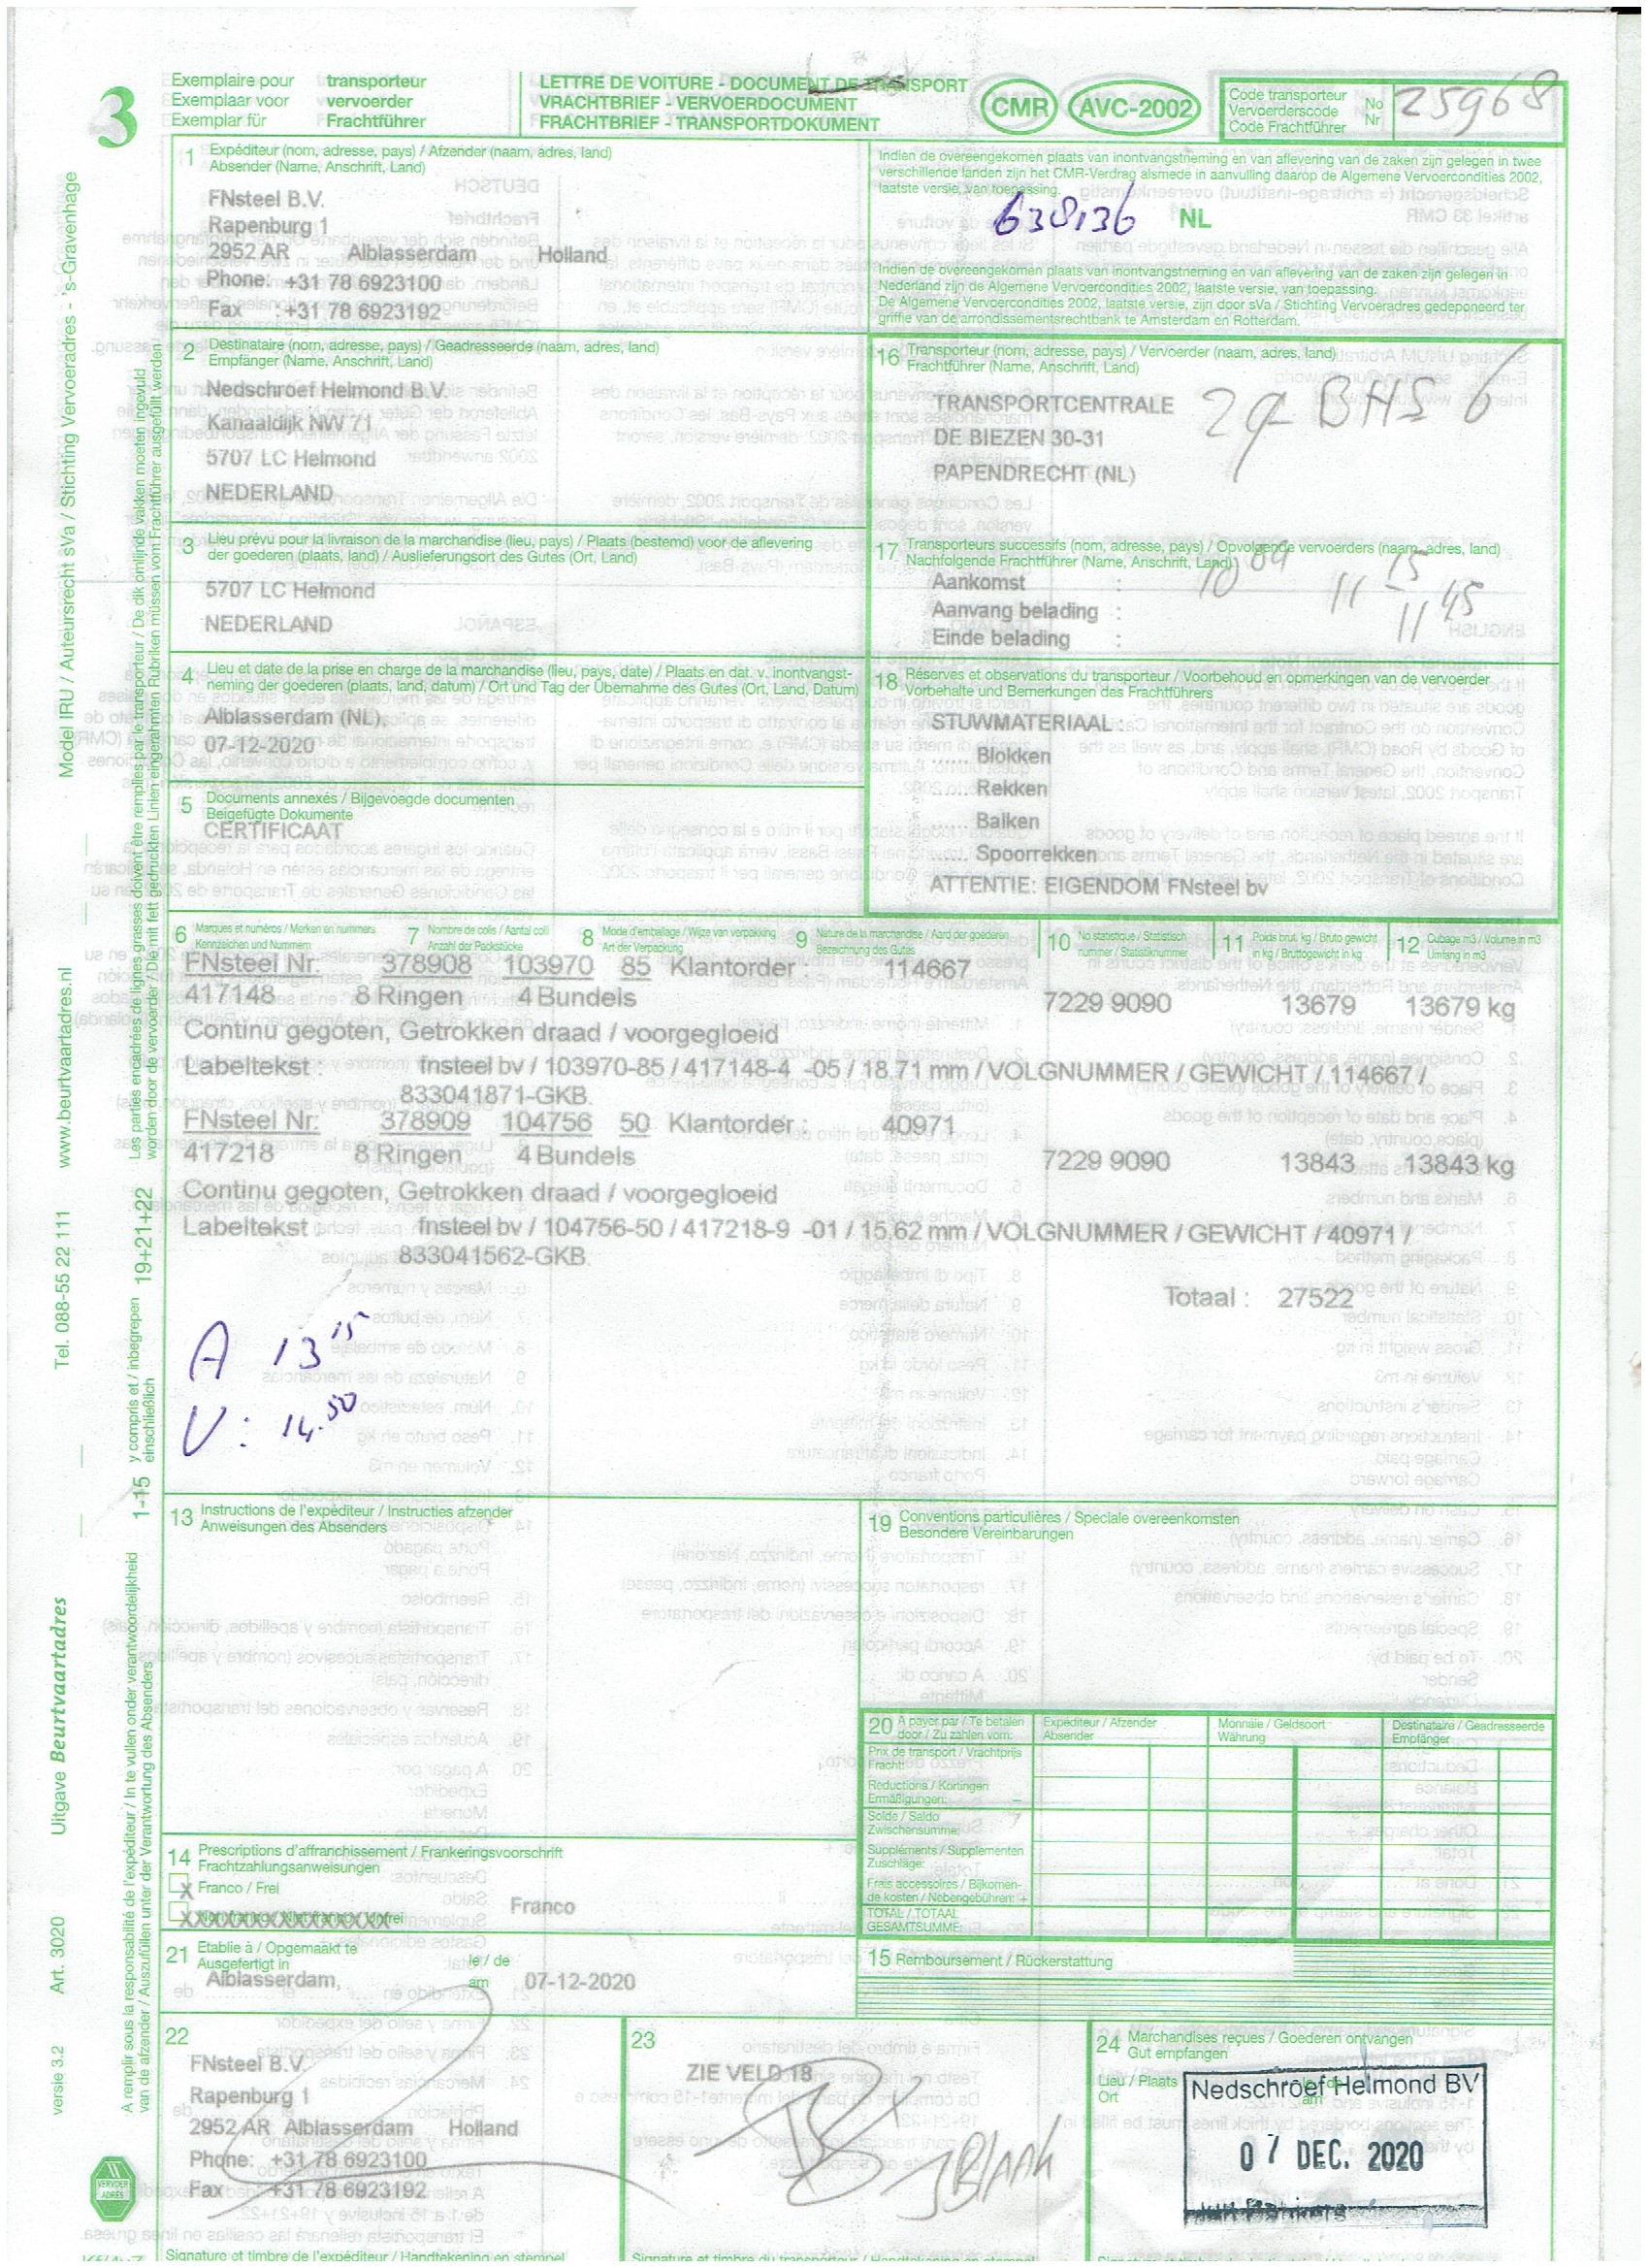 3
Exemplaire pour transporteur
Exemplaar voor vervoerder
Exemplar für Frachtführer
LETTRE DE VOITURE - DOCUMENT DE TRANSPORT
VRACHTBRIEF - VERVOERDOCUMENT
FRACHTBRIEF - TRANSPORTDOKUMENT
CMR AVC-2002
Code transporteur
Vervoerderscode
Code Frachtführer
No
Nr
25968
1 Expéditeur (nom, adresse, pays) / Afzender (naam, adres, land)
Absender (Name, Anschrift, Land)
FNsteel B.V.
Rapenburg 1
2952 AR Alblasserdam Holland
Phone: +31 78 6923100
Fax : +31 78 6923192
Indien de overeengekomen plaats van inontvangstneming en van aflevering van de zaken zijn gelegen in twee
verschillende landen zijn het CMR-Verdrag alsmede in aanvulling daarop de Algemene Vervoercondities 2002,
laatste versie, van toepassing.
638136 NL
Indien de overeengekomen plaats van inontvangstneming en van aflevering van de zaken zijn gelegen in
Nederland zijn de Algemene Vervoercondities 2002, laatste versie, van toepassing.
De Algemene Vervoercondities 2002, laatste versie, zijn door sVa / Stichting Vervoeradres gedeponeerd ter
griffie van de arrondissementsrechtbank te Amsterdam en Rotterdam.
2 Destinataire (nom, adresse, pays) / Geadresseerde (naam, adres, land)
Empfänger (Name, Anschrift, Land)
Nedschroef Helmond B.V.
Kanaaldijk NW 71
5707 LC Helmond
NEDERLAND
16 Transporteur (nom, adresse, pays) / Vervoerder (naam, adres, land)
Frachtführer (Name, Anschrift, Land)
TRANSPORTCENTRALE
DE BIEZEN 30-31
PAPENDRECHT (NL)
BHS 6
3 Lieu prévu pour la livraison de la marchandise (lieu, pays) / Plaats (bestemd) voor de aflevering
der goederen (plaats, land) / Auslieferungsort des Gutes (Ort, Land)
5707 LC Helmond
NEDERLAND
17 Transporteurs successifs (nom, adresse, pays) / Opvolgende vervoerders (naam, adres, land)
Nachfolgende Frachtführer (Name, Anschrift, Land)
Aankomst : 10 09
Aanvang belading : 11 15
Einde belading : 11 45
4 Lieu et date de la prise en charge de la marchandise (lieu, pays, date) / Plaats en dat. v. inontvangst-
neming der goederen (plaats, land, datum) / Ort und Tag der Übernahme des Gutes (Ort, Land, Datum)
Alblasserdam (NL),
07-12-2020
18 Réserves et observations du transporteur / Voorbehoud en opmerkingen van de vervoerder
Vorbehalte und Bemerkungen des Frachtführers
STUWMATERIAAL :
...... Blokken
...... Rekken
...... Balken
...... Spoorrekken
ATTENTIE: EIGENDOM FNsteel bv
5 Documents annexés / Bijgevoegde documenten
Beigefügte Dokumente
CERTIFICAAT
6 Marques et numéros / Merken en nummers
Kennzeichen und Nummern
7 Nombre de colis / Aantal colli
Anzahl der Packstücke
8 Mode d'emballage / Wijze van verpakking
Art der Verpackung
9 Nature de la marchandise / Aard der goederen
Bezeichnung des Gutes
10 No statistique / Statistisch
nummer / Statistiknummer
11 Poids brut, kg / Bruto gewicht
in kg / Bruttogewicht in kg
12 Cubage m3 / Volume in m3
Umfang in m3
FNsteel Nr: 378908 103970 85 Klantorder : 114667
417148 8 Ringen 4 Bundels 7229 9090 13679 13679 kg
Continu gegoten, Getrokken draad / voorgegloeid
Labeltekst : fnsteel bv / 103970-85 / 417148-4 -05 / 18.71 mm / VOLGNUMMER / GEWICHT / 114667 /
833041871-GKB.
FNsteel Nr: 378909 104756 50 Klantorder : 40971
417218 8 Ringen 4 Bundels 7229 9090 13843 13843 kg
Continu gegoten, Getrokken draad / voorgegloeid
Labeltekst : fnsteel bv / 104756-50 / 417218-9 -01 / 15.62 mm / VOLGNUMMER / GEWICHT / 40971 /
833041562-GKB.
Totaal : 27522
A 13 15
V: 14.50
13 Instructions de l'expéditeur / Instructies afzender
Anweisungen des Absenders
19 Conventions particulières / Speciale overeenkomsten
Besondere Vereinbarungen
20 A payer par / Te betalen
door / Zu zahlen vom:
Expéditeur / Afzender
Absender
Monnaie / Geldsoort
Währung
Destinataire / Geadresseerde
Empfänger
Prix de transport / Vrachtprijs
Fracht:
Réductions / Kortingen
Ermäßigungen: –
Solde / Saldo
Zwischensumme:
Suppléments / Supplementen
Zuschläge:
Frais accessoires / Bijkomen-
de kosten / Nebengebühren: +
TOTAL / TOTAAL
GESAMTSUMME:
14 Prescriptions d'affranchissement / Frankeringsvoorschrift
Frachtzahlungsanweisungen
X Franco / Frei
Franco
21 Etablie à / Opgemaakt te
Ausgefertigt in
Alblasserdam,
le / de
am
07-12-2020
15 Remboursement / Rückerstattung
22
FNsteel B.V.
Rapenburg 1
2952 AR Alblasserdam Holland
Phone: +31 78 6923100
Fax +31 78 6923192
Signature et timbre de l'expéditeur / Handtekening en stempel
23
ZIE VELD 18
Signature et timbre du transporteur / Handtekening en stempel
24 Marchandises reçues / Goederen ontvangen
Gut empfangen
Lieu / Plaats
Ort
am
Nedschroef Helmond BV
07 DEC. 2020
Model IRU / Auteursrecht sVa / Stichting Vervoeradres - 's-Gravenhage
www.beurtvaartadres.nl
Tel. 088-55 22 111
Uitgave Beurtvaartadres
Art. 3020
versie 3.2
Les parties encadrées de lignes grasses doivent être remplies par le transporteur / De dik omlijnde vakken moeten ingevuld
worden door de vervoerder / Die mit fett gedruckten Linien eingerahmten Rubriken müssen vom Frachtführer ausgefüllt werden
19+21+22
y compris et / inbegrepen
einschließlich
1-15
A remplir sous la responsabilité de l'expéditeur / In te vullen onder verantwoordelijkheid
van de afzender / Auszufüllen unter der Verantwortung des Absenders
VERVOER
ADRES